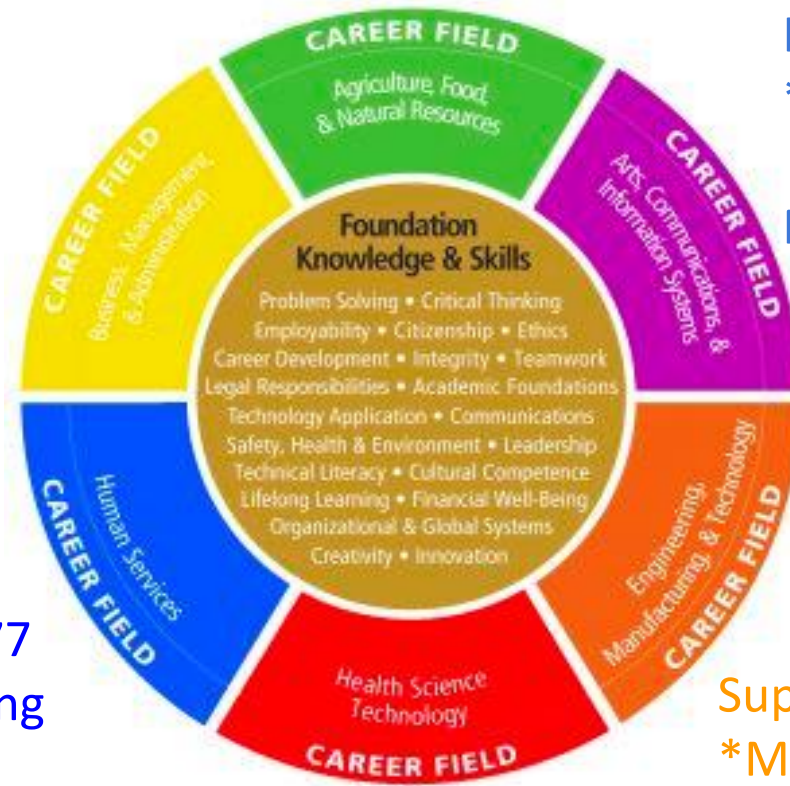 CAREER FIELD
Agriculture, Food,
& Natural Resources
CAREER FIELD
Arts, Communications, &
Information Systems
CAREER FIELD
Business, Management,
& Administration
Foundation
Knowledge & Skills
Problem Solving • Critical Thinking
Employability • Citizenship • Ethics
Career Development • Integrity • Teamwork
Legal Responsibilities • Academic Foundations
Technology Application • Communications
Safety, Health & Environment • Leadership
Technical Literacy • Cultural Competence
Lifelong Learning • Financial Well-Being
Organizational & Global Systems
Creativity • Innovation
Human Services
CAREER FIELD
Engineering,
Manufacturing, & Technology
CAREER FIELD
Health Science
Technology
CAREER FIELD
77
ng
Sup
*M